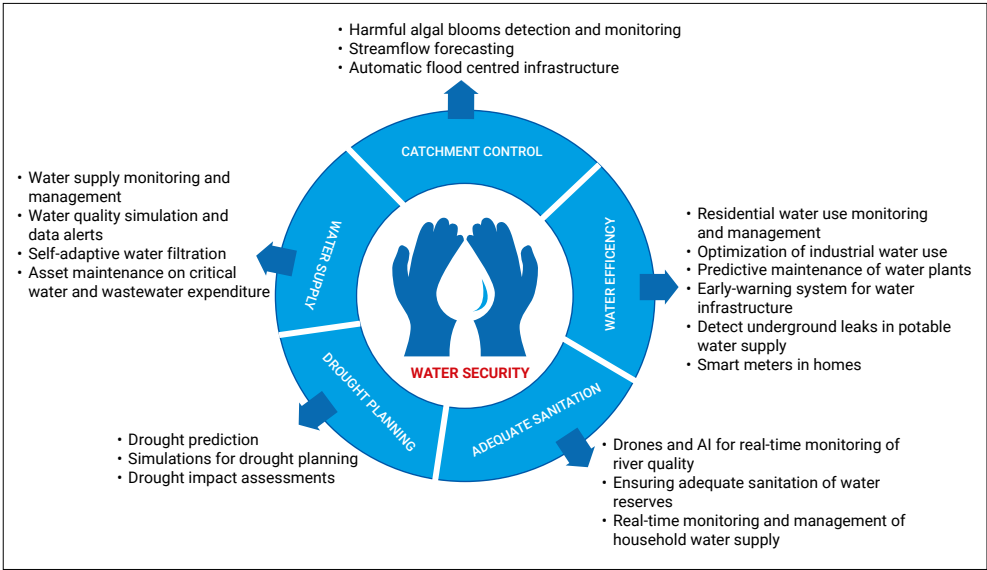 • Harmful algal blooms detection and monitoring
• Streamflow forecasting
• Automatic flood centred infrastructure
CATCHMENT CONTROL
• Water supply monitoring and
management
• Water quality simulation and
data alerts
• Self-adaptive water filtration
• Asset maintenance on critical
water and wastewater expenditure
WATER SUPPLY
WATER EFFICENCY
• Residential water use monitoring
and management
• Optimization of industrial water use
• Predictive maintenance of water plants
• Early-warning system for water
infrastructure
• Detect underground leaks in potable
water supply
• Smart meters in homes
WATER SECURITY
DROUGHT PLANNING
ADEQUATE SANITATION
• Drought prediction
• Simulations for drought planning
• Drought impact assessments
• Drones and AI for real-time monitoring of
river quality
• Ensuring adequate sanitation of water
reserves
• Real-time monitoring and management of
household water supply